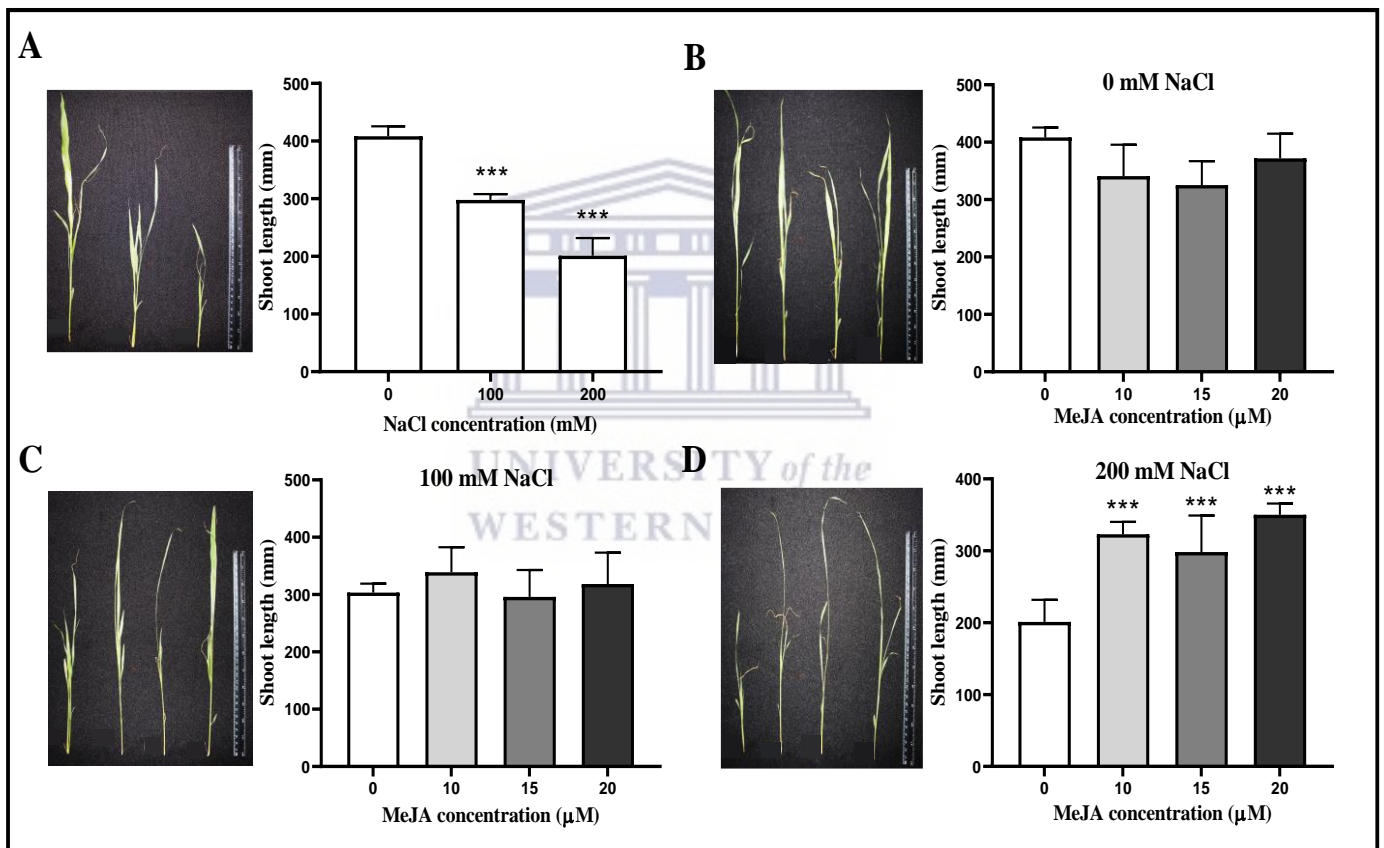 A
Shoot length (mm)
500
400
300
200
100
0
***
***
0
100
200
NaCl concentration (mM)
B
0 mM NaCl
Shoot length (mm)
500
400
300
200
100
0
0
10
15
20
MeJA concentration (μM)
C
100 mM NaCl
Shoot length (mm)
500
400
300
200
100
0
0
10
15
20
MeJA concentration (μM)
D
200 mM NaCl
Shoot length (mm)
400
300
200
100
0
***
***
***
0
10
15
20
MeJA concentration (μM)
UNIVERSITY of the
WESTERN